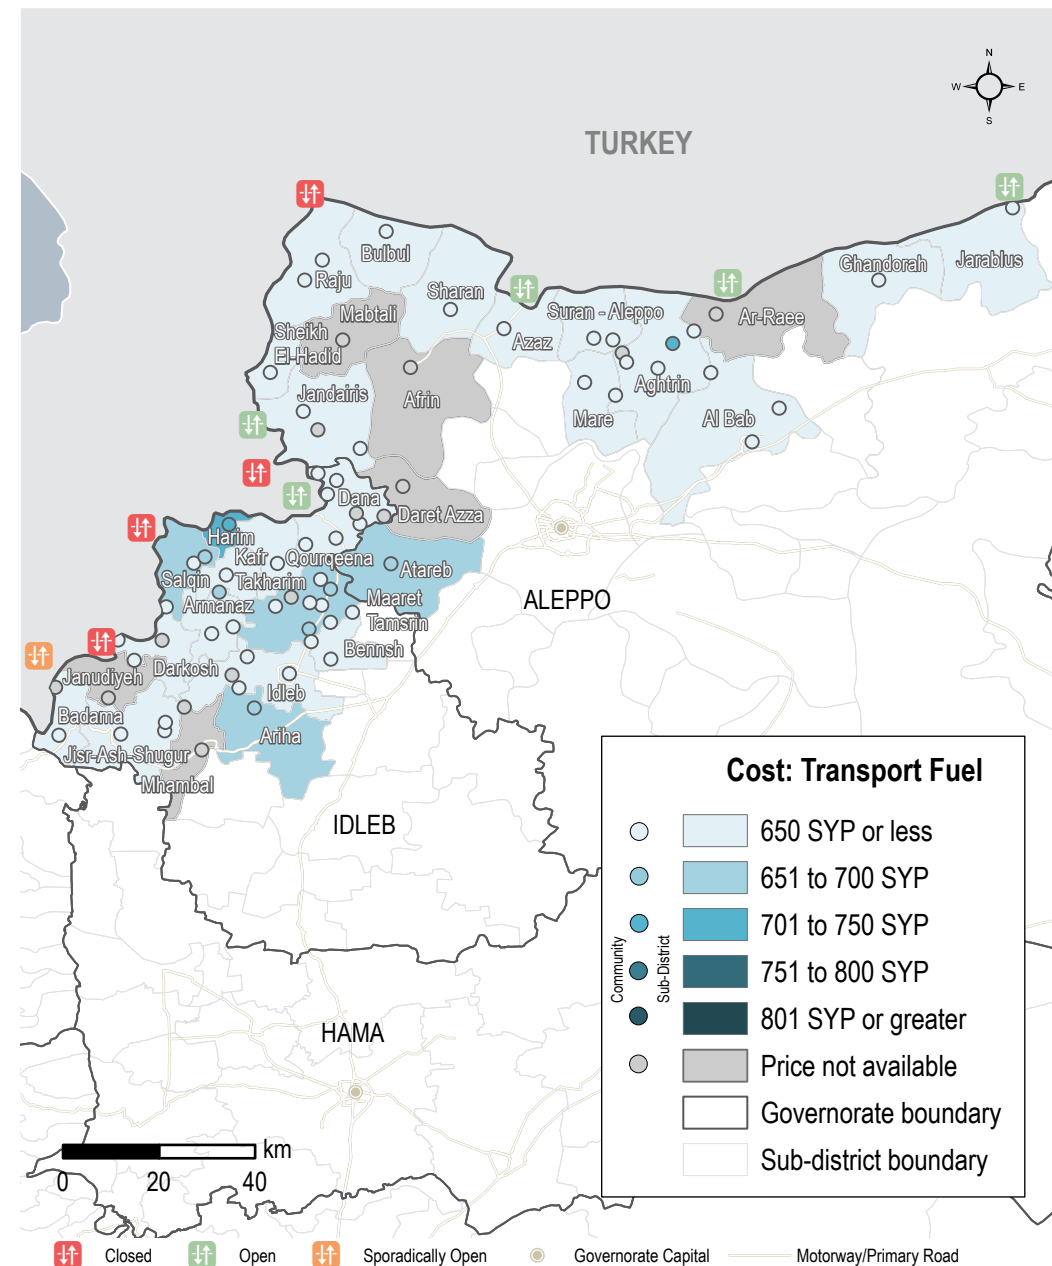 N
W E
S
TURKEY
Bulbul
Raju
Sharan
Ghandorah
Jarablus
Mabtali
Sheikh
El-Hadid
Suran - Aleppo
Ar-Raee
Azaz
Jandairis
Afrin
Aghtrin
Mare
Al Bab
Dana
Daret Azza
Harim
Kafr
Takharim
Qourqeena
Salqin
Atareb
Armanaz
Maaret
Tamsrin
ALEPPO
Bennsh
Darkosh
Janudiyeh
Idleb
Badama
Ariha
Jisr-Ash-Shugur
Mhambal
IDLEB
HAMA
Cost: Transport Fuel
650 SYP or less
651 to 700 SYP
701 to 750 SYP
751 to 800 SYP
801 SYP or greater
Price not available
Governorate boundary
Sub-district boundary
Community
Sub-District
km
0 20 40
Closed Open Sporadically Open Governorate Capital Motorway/Primary Road